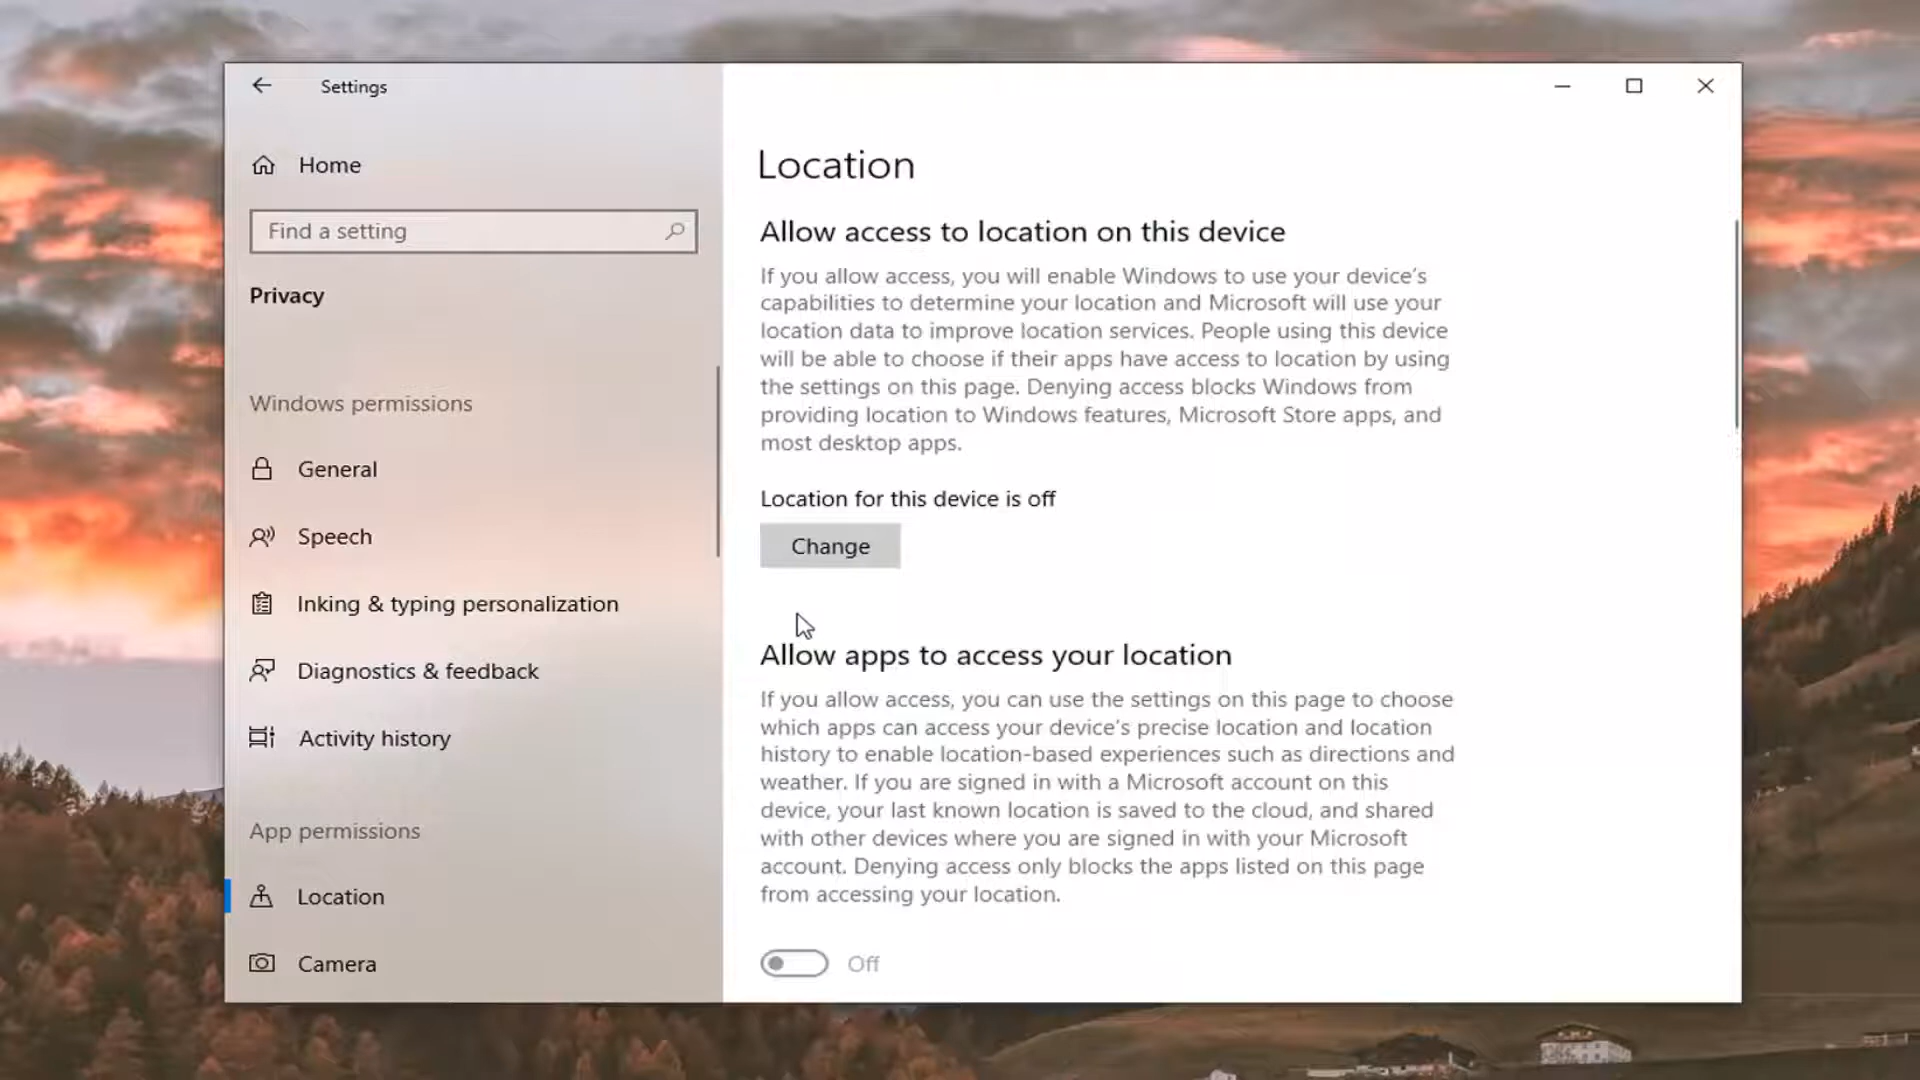 Settings
Home
Find a setting
Privacy
Windows permissions
General
Speech
Inking & typing personalization
Diagnostics & feedback
Activity history
App permissions
Location
Camera
Location
Allow access to location on this device
If you allow access, you will enable Windows to use your device's
capabilities to determine your location and Microsoft will use your
location data to improve location services. People using this device
will be able to choose if their apps have access to location by using
the settings on this page. Denying access blocks Windows from
providing location to Windows features, Microsoft Store apps, and
most desktop apps.
Location for this device is off
Change
Allow apps to access your location
If you allow access, you can use the settings on this page to choose
which apps can access your device's precise location and location
history to enable location-based experiences such as directions and
weather. If you are signed in with a Microsoft account on this
device, your last known location is saved to the cloud, and shared
with other devices where you are signed in with your Microsoft
account. Denying access only blocks the apps listed on this page
from accessing your location.
Off